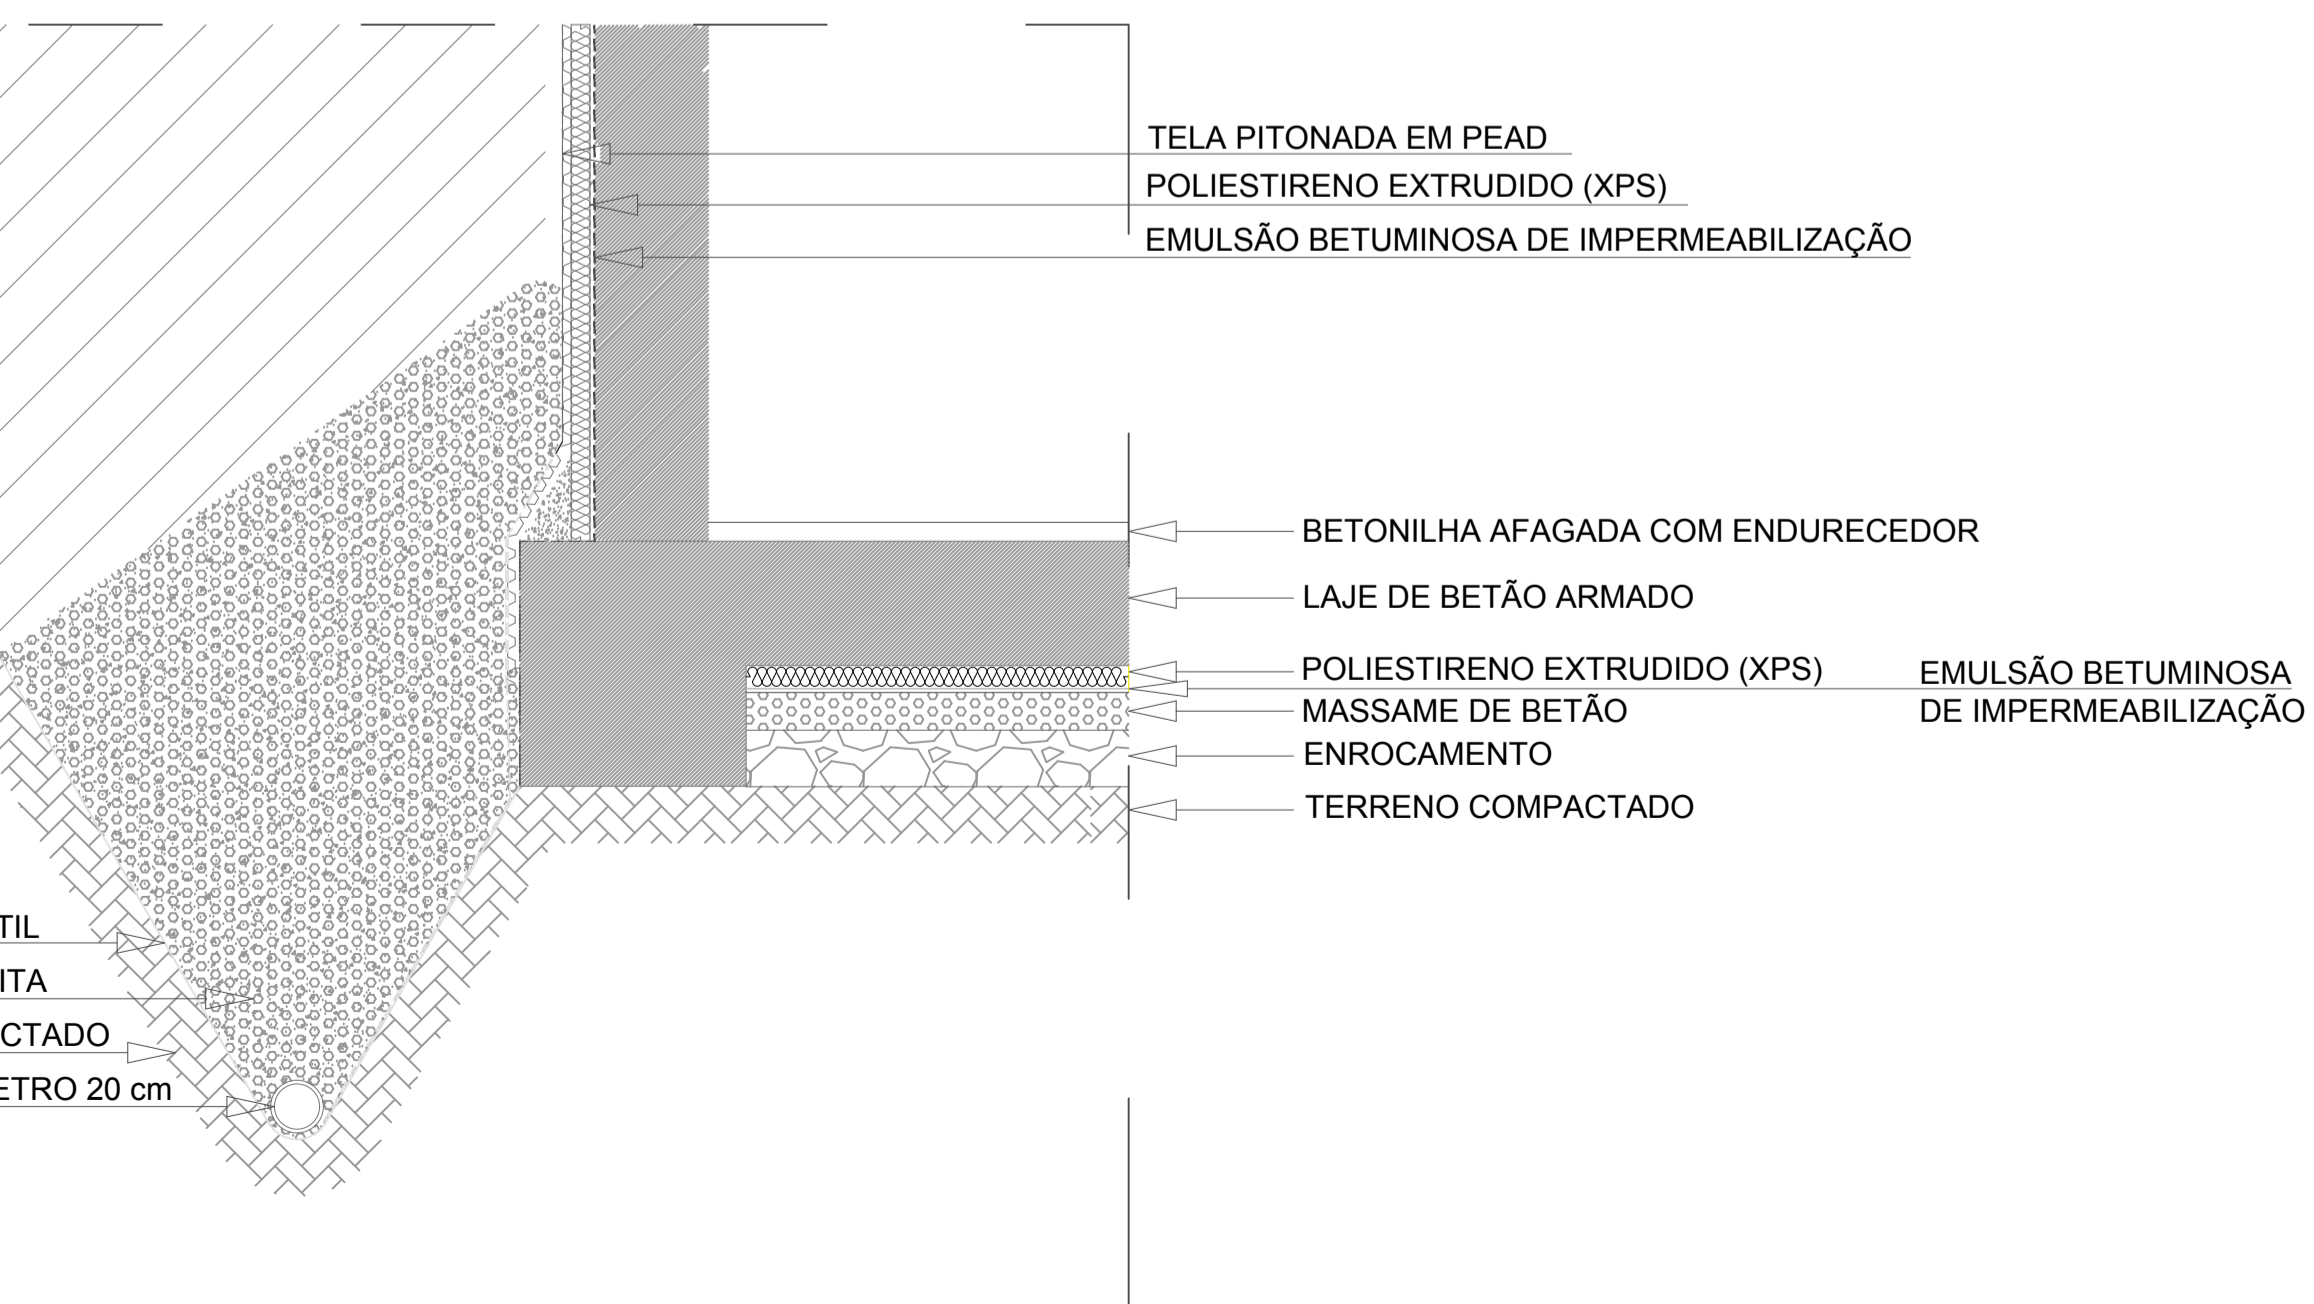 TELA PITONADA EM PEAD
POLIESTIRENO EXTRUDIDO (XPS)
EMULSÃO BETUMINOSA DE IMPERMEABILIZAÇÃO
BETONILHA AFAGADA COM ENDURECEDOR
LAJE DE BETÃO ARMADO
POLIESTIRENO EXTRUDIDO (XPS)
EMULSÃO BETUMINOSA
DE IMPERMEABILIZAÇÃO
MASSAME DE BETÃO
ENROCAMENTO
TERRENO COMPACTADO
TIL
ITA
CTADO
ETRO 20 cm